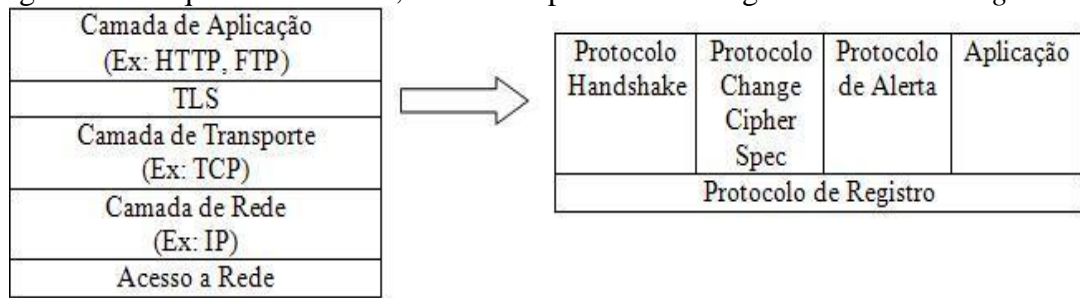 Camada de Aplicação
(Ex: HTTP, FTP)
TLS
Camada de Transporte
(Ex: TCP)
Camada de Rede
(Ex: IP)
Acesso a Rede
Protocolo
Handshake
Protocolo
Change
Cipher
Spec
Protocolo
de Alerta
Aplicação
Protocolo de Registro